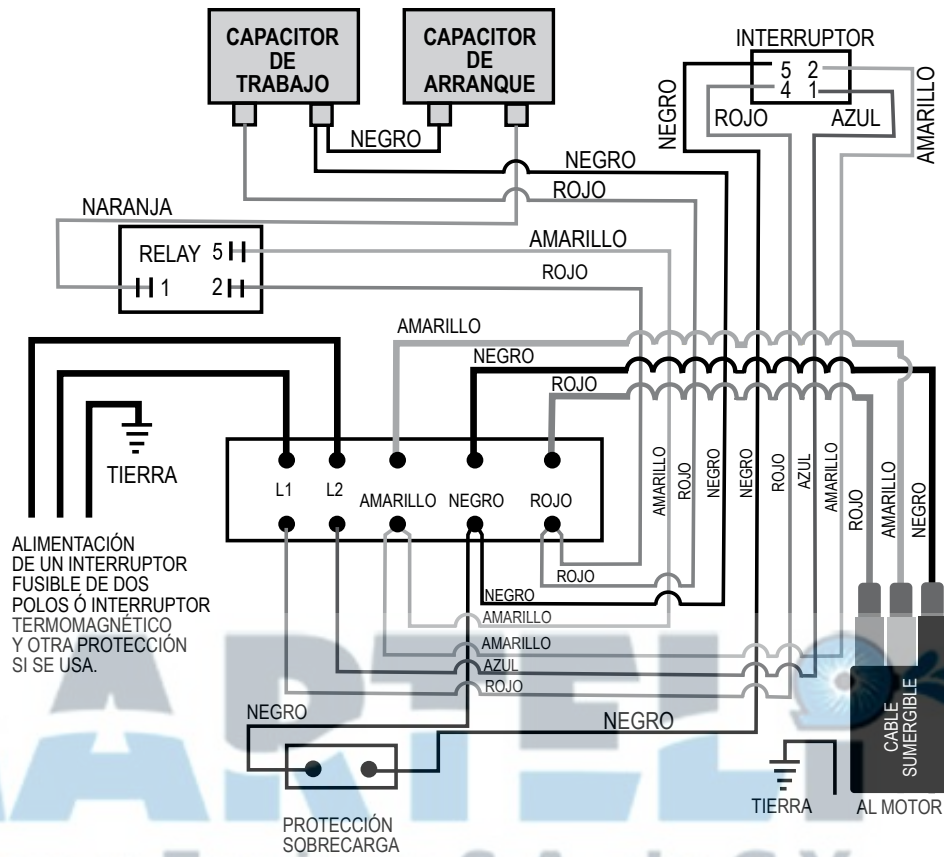 CAPACITOR
DE
TRABAJO
CAPACITOR
DE
ARRANQUE
INTERRUPTOR
5 2
4 1
NEGRO
ROJO
AZUL
AMARILLO
NEGRO
NEGRO
ROJO
NARANJA
RELAY 5
1 2
AMARILLO
ROJO
AMARILLO
NEGRO
ROJO
TIERRA
L1 L2 AMARILLO NEGRO ROJO
AMARILLO
ROJO
NEGRO
NEGRO
ROJO
AZUL
AMARILLO
ROJO
AMARILLO
NEGRO
ALIMENTACIÓN
DE UN INTERRUPTOR
FUSIBLE DE DOS
POLOS Ó INTERRUPTOR
TERMOMAGNÉTICO
Y OTRA PROTECCIÓN
SI SE USA.
ROJO
NEGRO
AMARILLO
AMARILLO
AZUL
ROJO
NEGRO
NEGRO
PROTECCIÓN
SOBRECARGA
CABLE
SUMERGIBLE
TIERRA
AL MOTOR